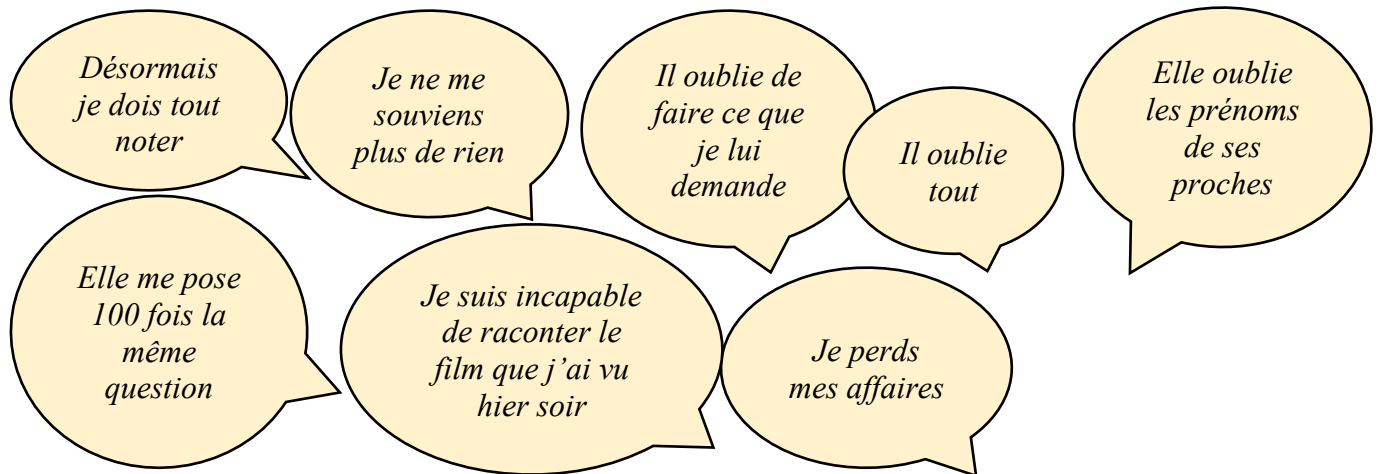 Désormais
je dois tout
noter
Je ne me
souviens
plus de rien
Il oublie de
faire ce que
je lui
demande
Il oublie
tout
Elle oublie
les prénoms
de ses
proches
Elle me pose
100 fois la
même
question
Je suis incapable
de raconter le
film que j’ai vu
hier soir
Je perds
mes affaires